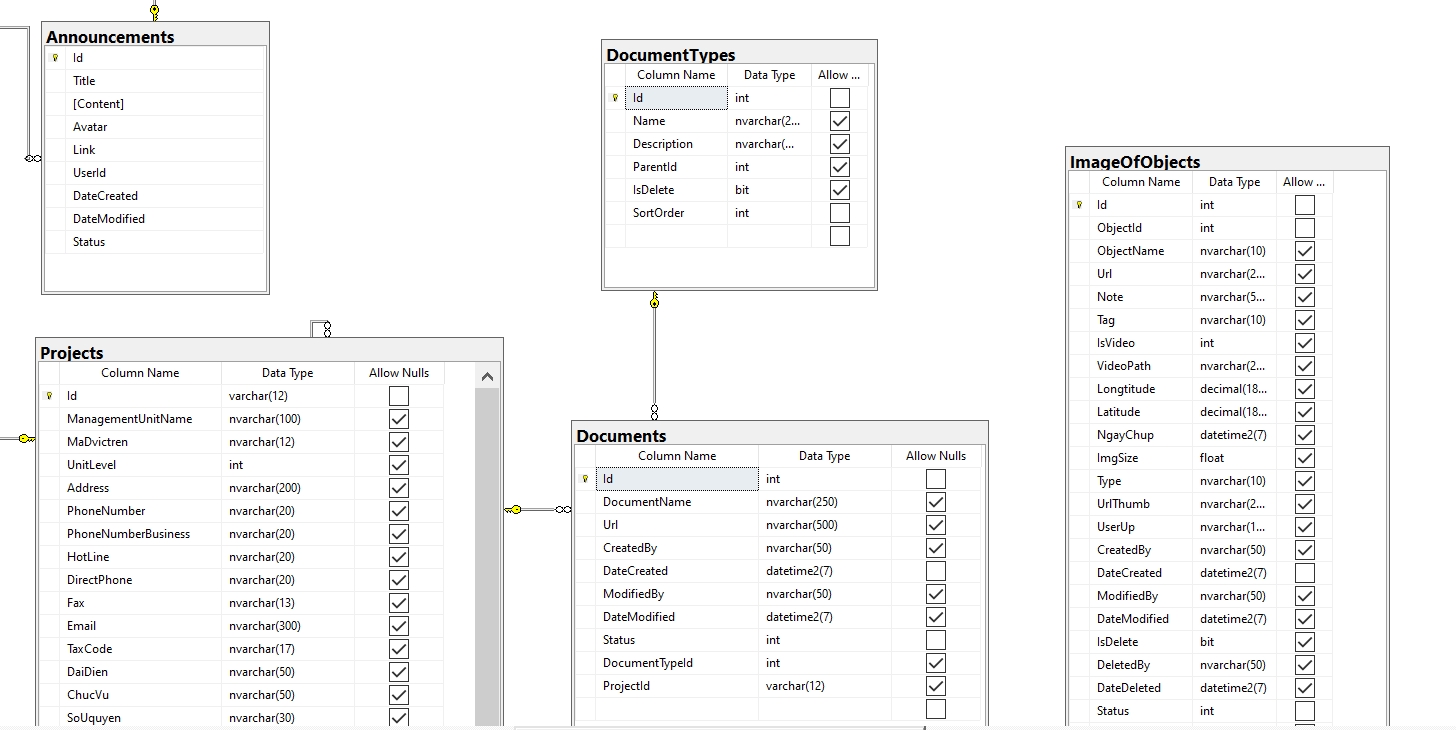 Announcements
Id
Title
[Content]
Avatar
Link
UserId
DateCreated
DateModified
Status
DocumentTypes
Column Name Data Type Allow ...
Id int
Name nvarchar(2...
Description nvarchar(...
ParentId int
IsDelete bit
SortOrder int
ImageOfObjects
Column Name Data Type Allow ...
Id int
ObjectId int
ObjectName nvarchar(10)
Url nvarchar(2...
Note nvarchar(5...
Tag nvarchar(10)
IsVideo int
VideoPath nvarchar(2...
Longtitude decimal(18...
Latitude decimal(18...
NgayChup datetime2(7)
ImgSize float
Type nvarchar(10)
UrlThumb nvarchar(2...
UserUp nvarchar(1...
CreatedBy nvarchar(50)
DateCreated datetime2(7)
ModifiedBy nvarchar(50)
DateModified datetime2(7)
IsDelete bit
DeletedBy nvarchar(50)
DateDeleted datetime2(7)
Status int
Projects
Column Name Data Type Allow Nulls
Id varchar(12)
ManagementUnitName nvarchar(100)
MaDvictren nvarchar(12)
UnitLevel int
Address nvarchar(200)
PhoneNumber nvarchar(20)
PhoneNumberBusiness nvarchar(20)
HotLine nvarchar(20)
DirectPhone nvarchar(20)
Fax nvarchar(13)
Email nvarchar(300)
TaxCode nvarchar(17)
DaiDien nvarchar(50)
ChucVu nvarchar(50)
SoUquyen nvarchar(30)
Documents
Column Name Data Type Allow Nulls
Id int
DocumentName nvarchar(250)
Url nvarchar(500)
CreatedBy nvarchar(50)
DateCreated datetime2(7)
ModifiedBy nvarchar(50)
DateModified datetime2(7)
Status int
DocumentTypeId int
ProjectId varchar(12)